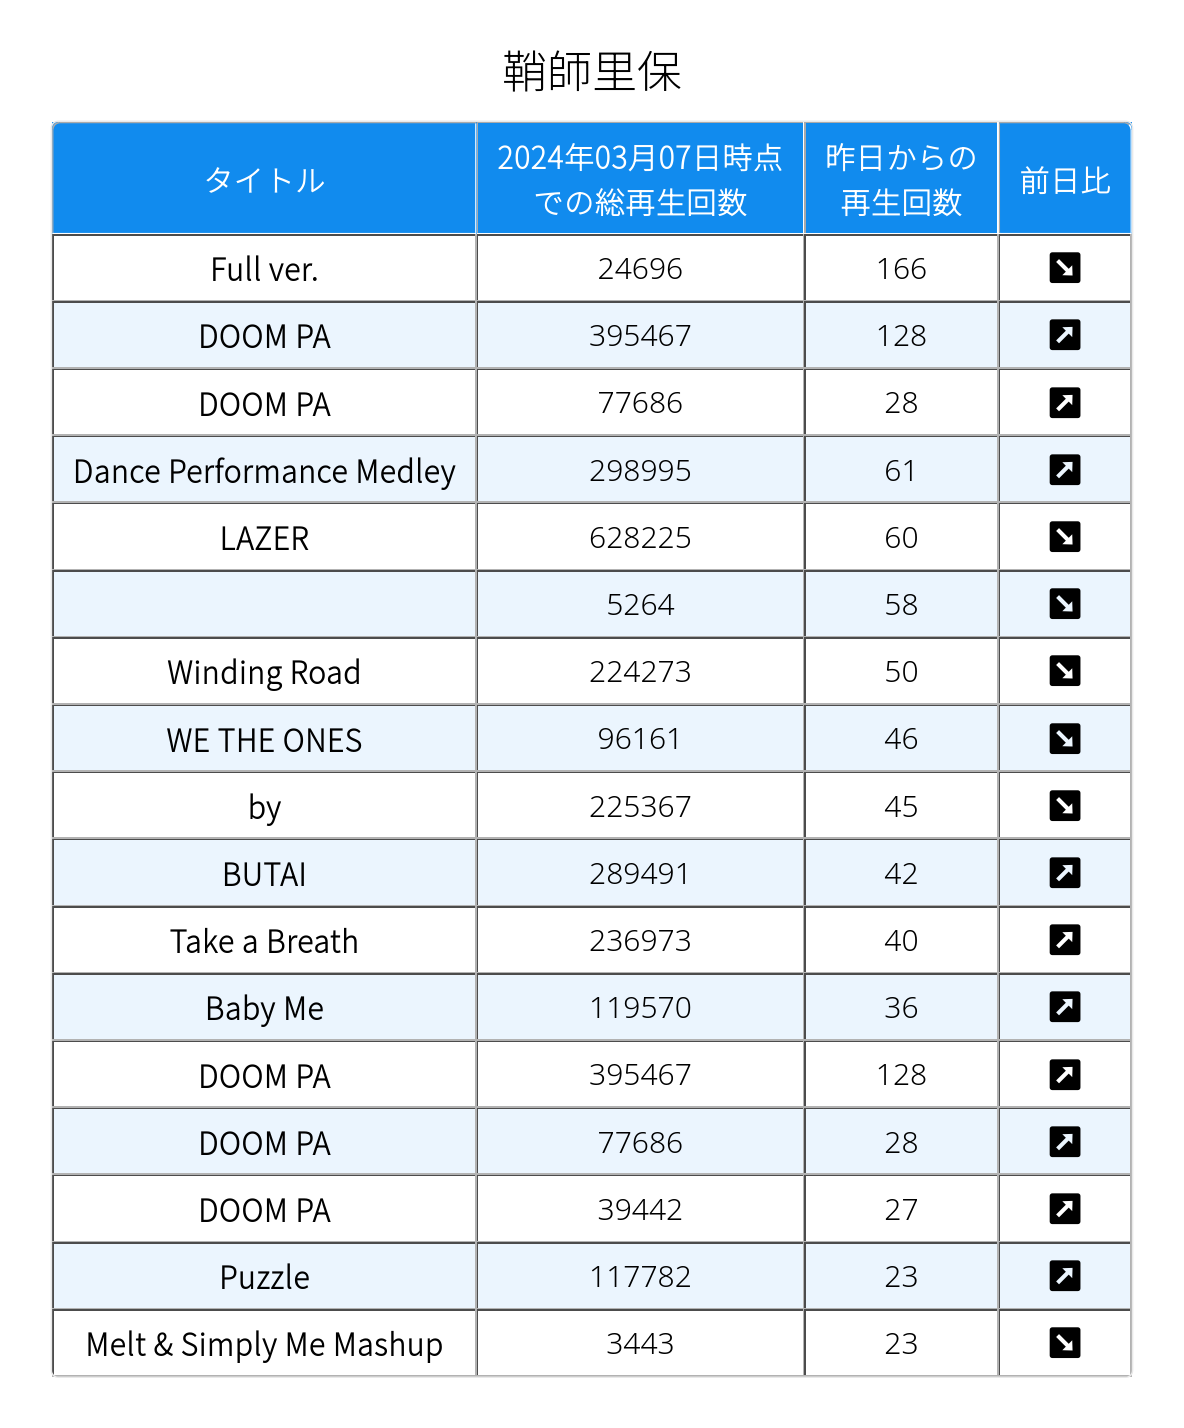 鞘師里保
タイトル
2024年03月07日時点
での総再生回数
昨日からの
再生回数
前日比
Full ver. 24696 166 ↘
DOOM PA 395467 128 ↗
DOOM PA 77686 28 ↗
Dance Performance Medley 298995 61 ↗
LAZER 628225 60 ↘
5264 58 ↘
Winding Road 224273 50 ↘
WE THE ONES 96161 46 ↘
by 225367 45 ↘
BUTAI 289491 42 ↗
Take a Breath 236973 40 ↗
Baby Me 119570 36 ↗
DOOM PA 395467 128 ↗
DOOM PA 77686 28 ↗
DOOM PA 39442 27 ↗
Puzzle 117782 23 ↗
Melt & Simply Me Mashup 3443 23 ↘